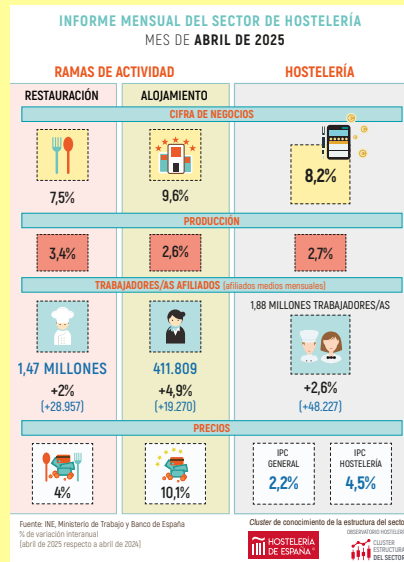 INFORME MENSUAL DEL SECTOR DE HOSTELERÍA
MES DE ABRIL DE 2025
RAMAS DE ACTIVIDAD
HOSTELERÍA
RESTAURACIÓN
ALOJAMIENTO
CIFRA DE NEGOCIOS
7,5%
9,6%
8,2%
PRODUCCIÓN
3,4%
2,6%
2,7%
TRABAJADORES/AS AFILIADOS (afiliados medios mensuales)
1,47 MILLONES
+2%
(+28.957)
411.809
+4,9%
(+19.270)
1,88 MILLONES TRABAJADORES/AS
+2,6%
(+48.227)
PRECIOS
4%
10,1%
IPC
GENERAL
2,2%
IPC
HOSTELERÍA
4,5%
Fuente: INE, Ministerio de Trabajo y Banco de España
% de variación interanual
(abril de 2025 respecto a abril de 2024)
Cluster de conocimiento de la estructura del secto
HOSTELERÍA
DE ESPAÑA
OBSERVATORIO HOSTELERÍ
CLUSTER
ESTRUCTURA
DEL SECTOR